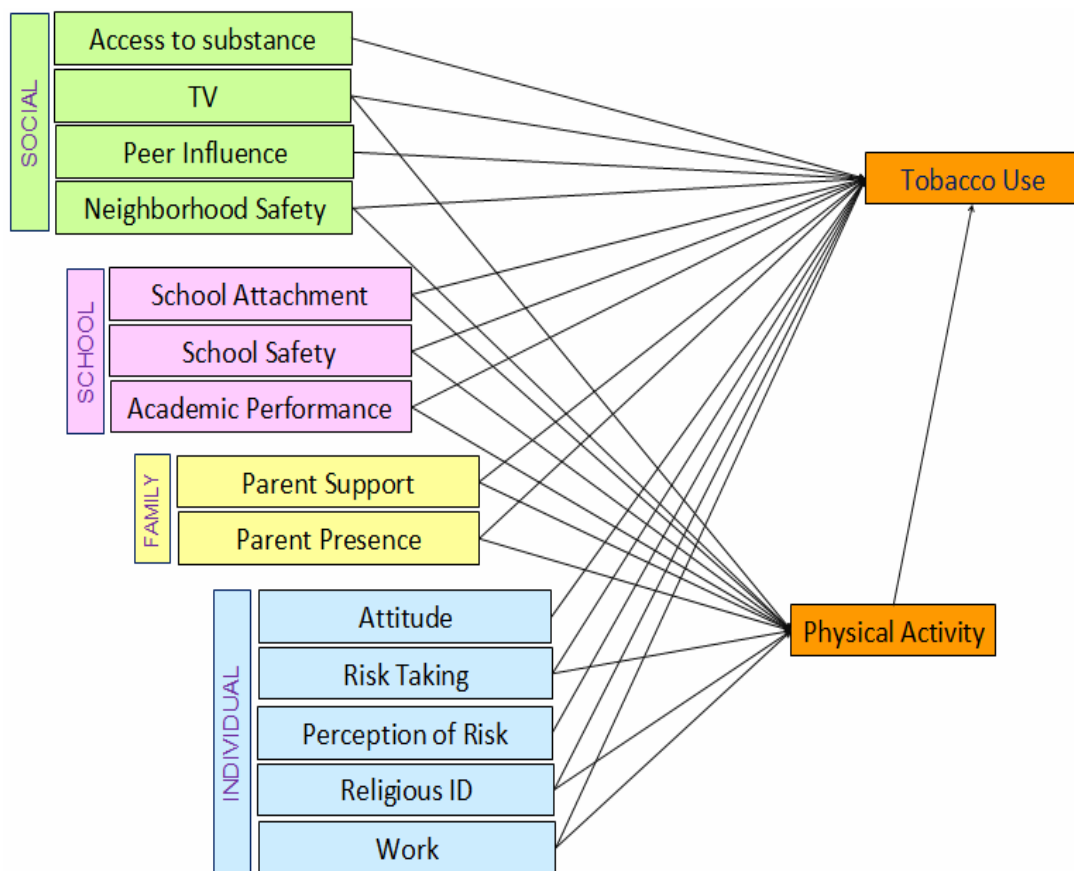 SOCIAL
Access to substance
TV
Peer Influence
Neighborhood Safety
Tobacco Use
SCHOOL
School Attachment
School Safety
Academic Performance
FAMILY
Parent Support
Parent Presence
INDIVIDUAL
Attitude
Risk Taking
Perception of Risk
Religious ID
Work
Physical Activity